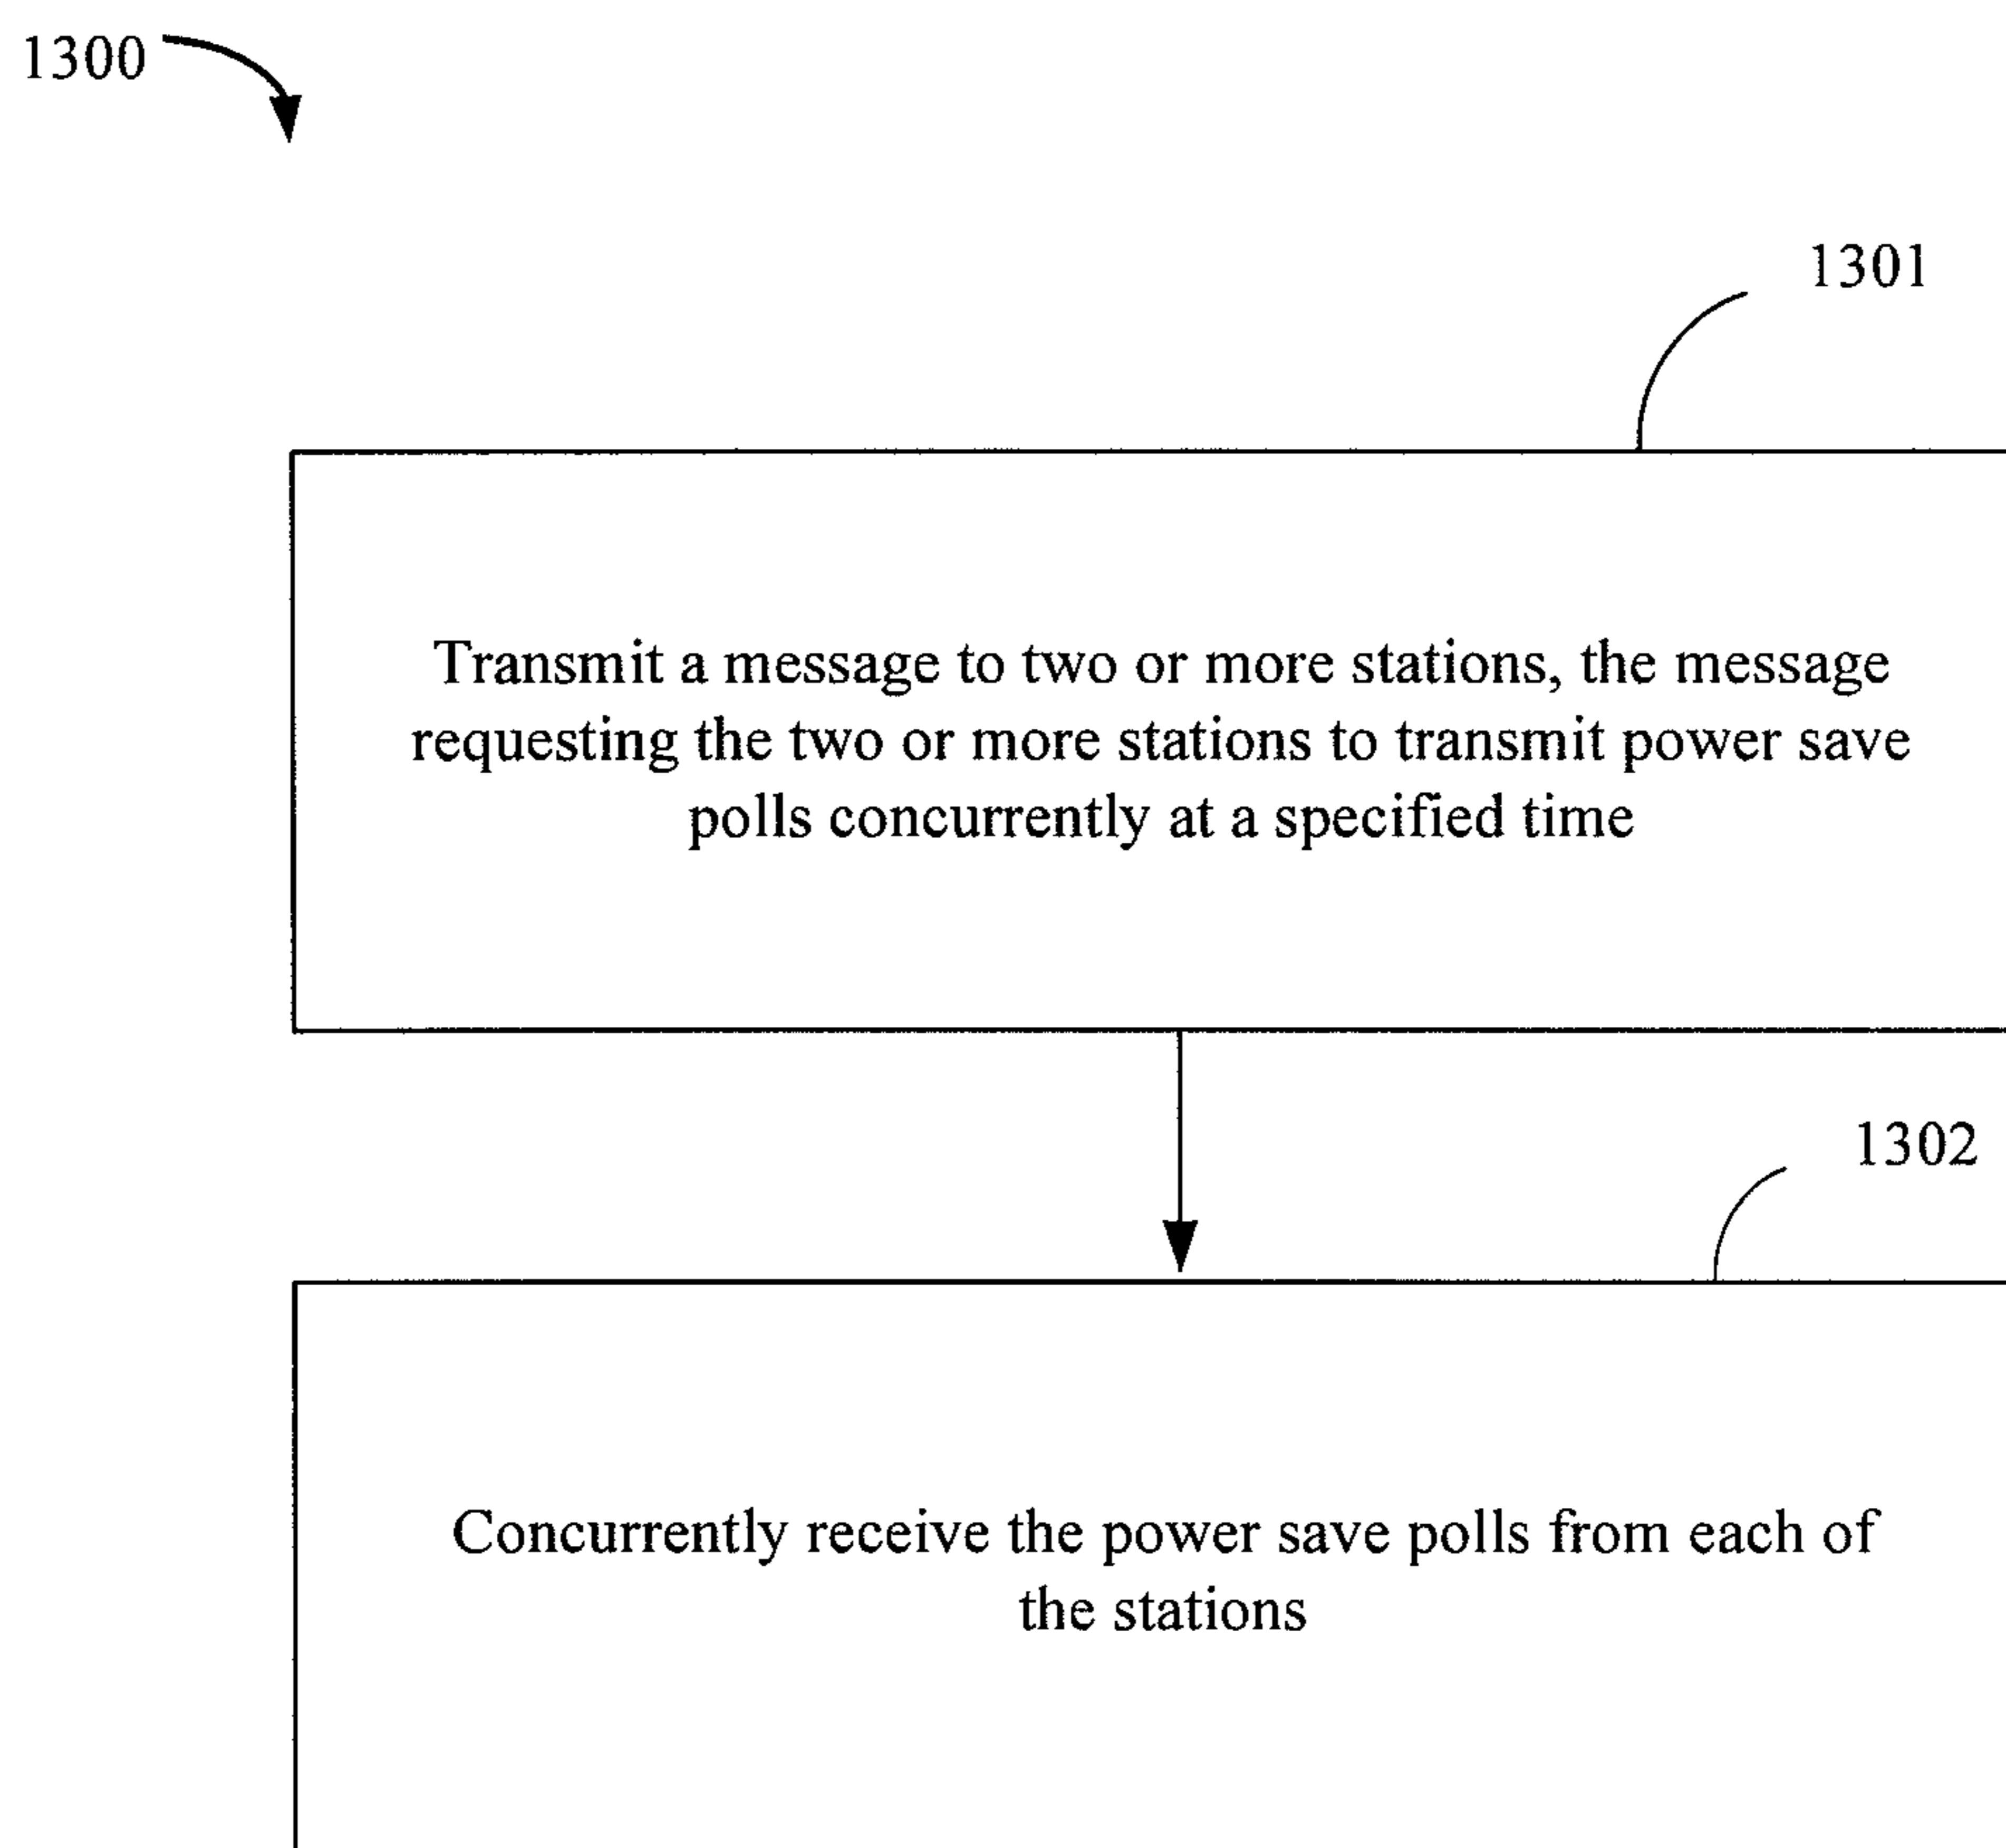 1300
1301
Transmit a message to two or more stations, the message
requesting the two or more stations to transmit power save
polls concurrently at a specified time
1302
Concurrently receive the power save polls from each of
the stations